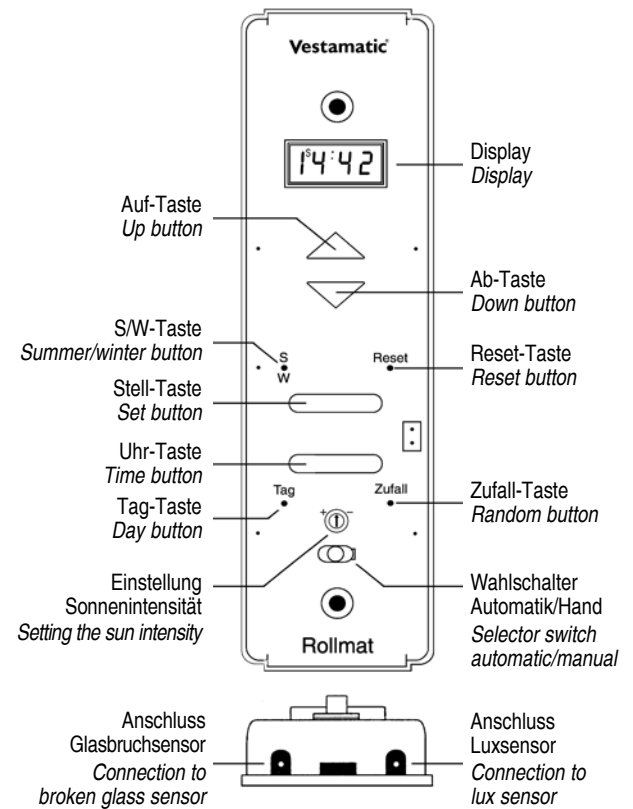 Vestamatic
1S4:42
Display
Display
Auf-Taste
Up button
Ab-Taste
Down button
S/W-Taste
Summer/winter button
S
W
Reset
Reset-Taste
Reset button
Stell-Taste
Set button
Uhr-Taste
Time button
Tag
Zufall
Tag-Taste
Day button
Zufall-Taste
Random button
+ −
Einstellung
Sonnenintensität
Setting the sun intensity
Wahlschalter
Automatik/Hand
Selector switch
automatic/manual
Rollmat
Anschluss
Glasbruchsensor
Connection to
broken glass sensor
Anschluss
Luxsensor
Connection to
lux sensor